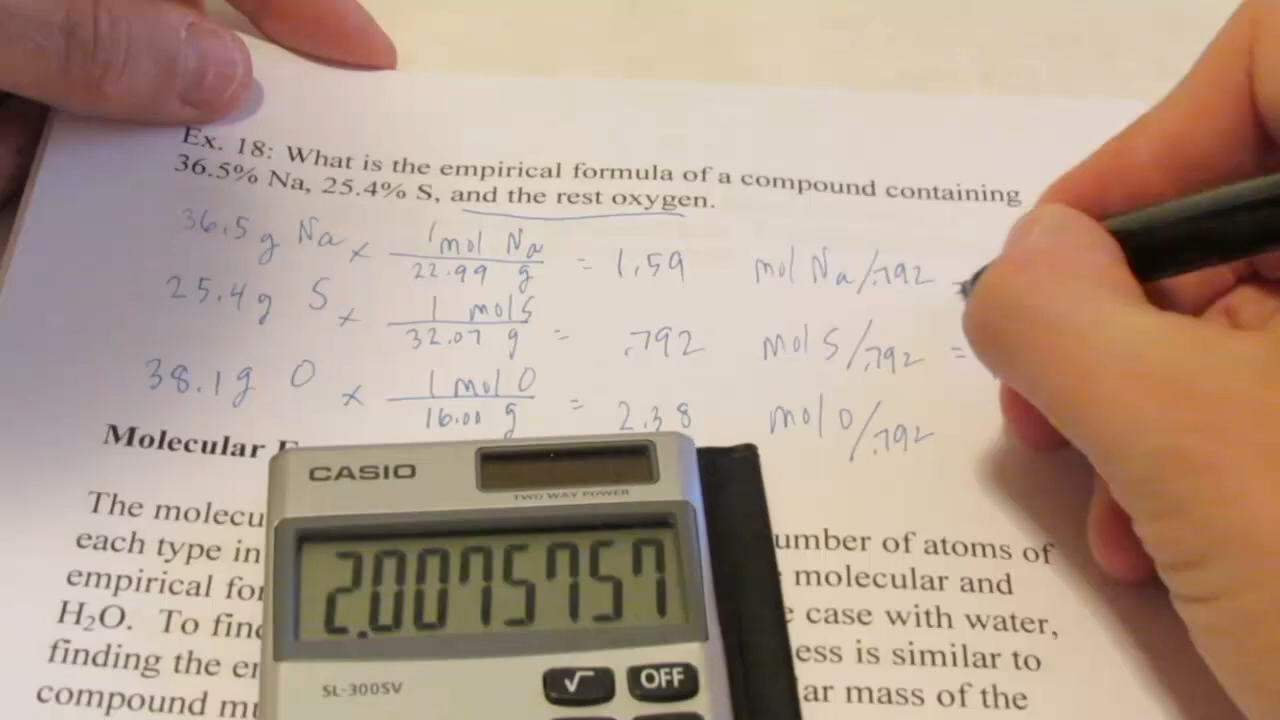 Ex. 18: What is the empirical formula of a compound containing
36.5% Na, 25.4% S, and the rest oxygen.
36.5 g Na x 1 mol Na / 22.99 g = 1.59 mol Na/.792
25.4 g S x 1 mol S / 32.07 g = .792 mol S/.792 =
38.1 g O x 1 mol O / 16.00 g = 2.38 mol O/.792
Molecular
CASIO
TWO WAY POWER
2.0075757
SL-300SV
√ OFF
The molecu
each type in umber of atoms of
empirical for molecular and
H₂O. To find case with water,
finding the er ess is similar to
compound mu ar mass of the